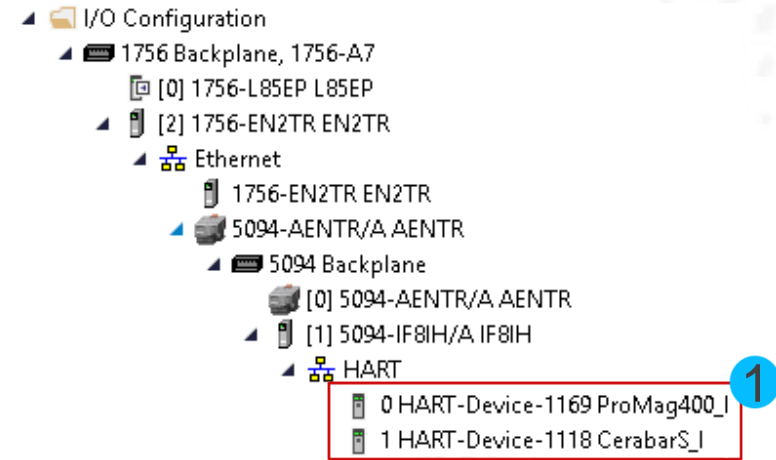 I/O Configuration
1756 Backplane, 1756-A7
[0] 1756-L85EP L85EP
[2] 1756-EN2TR EN2TR
Ethernet
1756-EN2TR EN2TR
5094-AENTR/A AENTR
5094 Backplane
[0] 5094-AENTR/A AENTR
[1] 5094-IF8IH/A IF8IH
HART
0 HART-Device-1169 ProMag400_I
1 HART-Device-1118 CerabarS_I
1